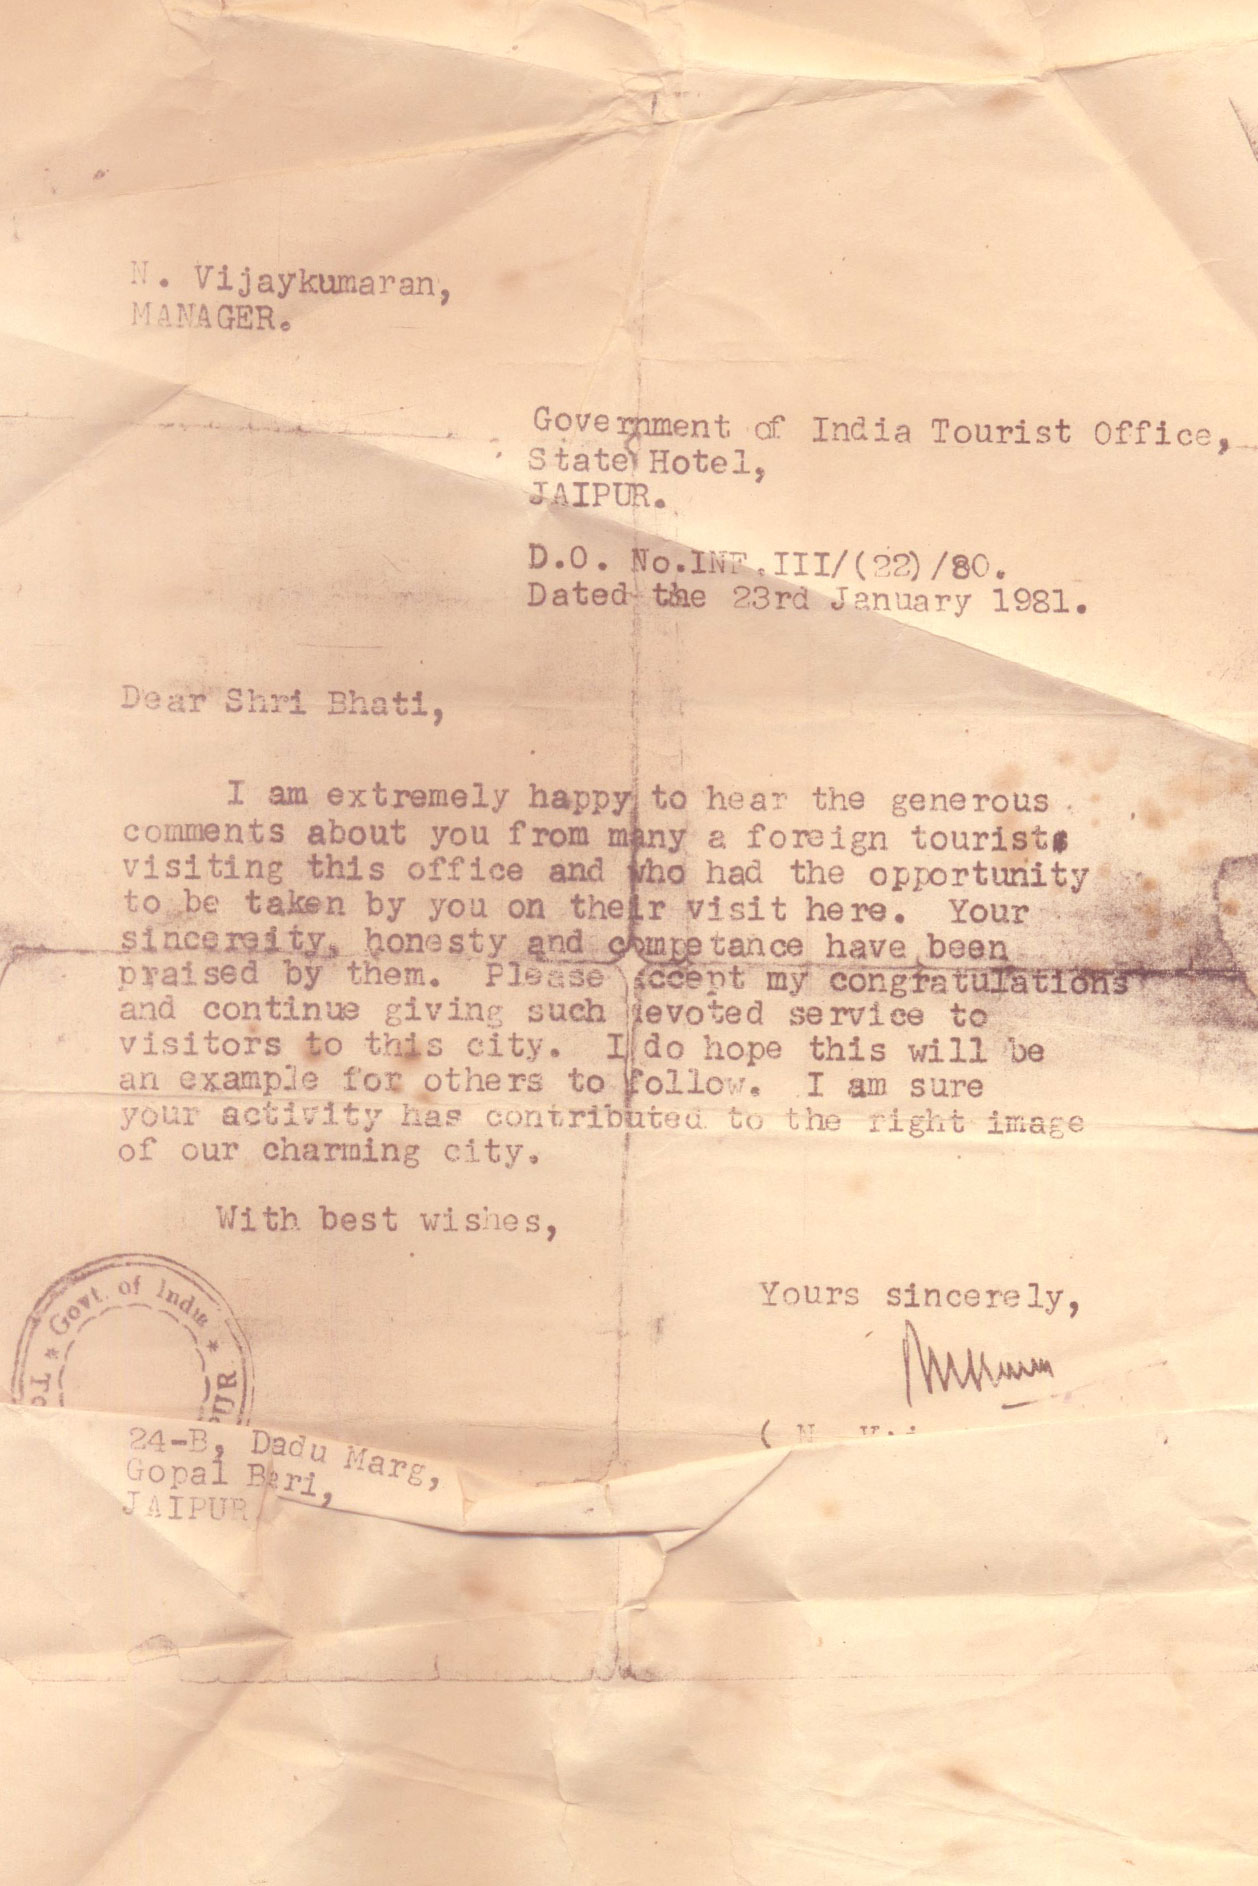 N. Vijaykumaran,
MANAGER.
Government of India Tourist Office,
State Hotel,
JAIPUR.
D.O. No.INF.III/(22)/80.
Dated the 23rd January 1981.
Dear Shri Bhati,
I am extremely happy to hear the generous
comments about you from many a foreign tourists
visiting this office and who had the opportunity
to be taken by you on their visit here. Your
sincereity, honesty and competance have been
praised by them. Please accept my congratulations
and continue giving such devoted service to
visitors to this city. I do hope this will be
an example for others to follow. I am sure
your activity has contributed to the right image
of our charming city.
With best wishes,
Yours sincerely,
* Govt. of India *
( N.
24-B, Dadu Marg,
Gopal Bari,
JAIPUR